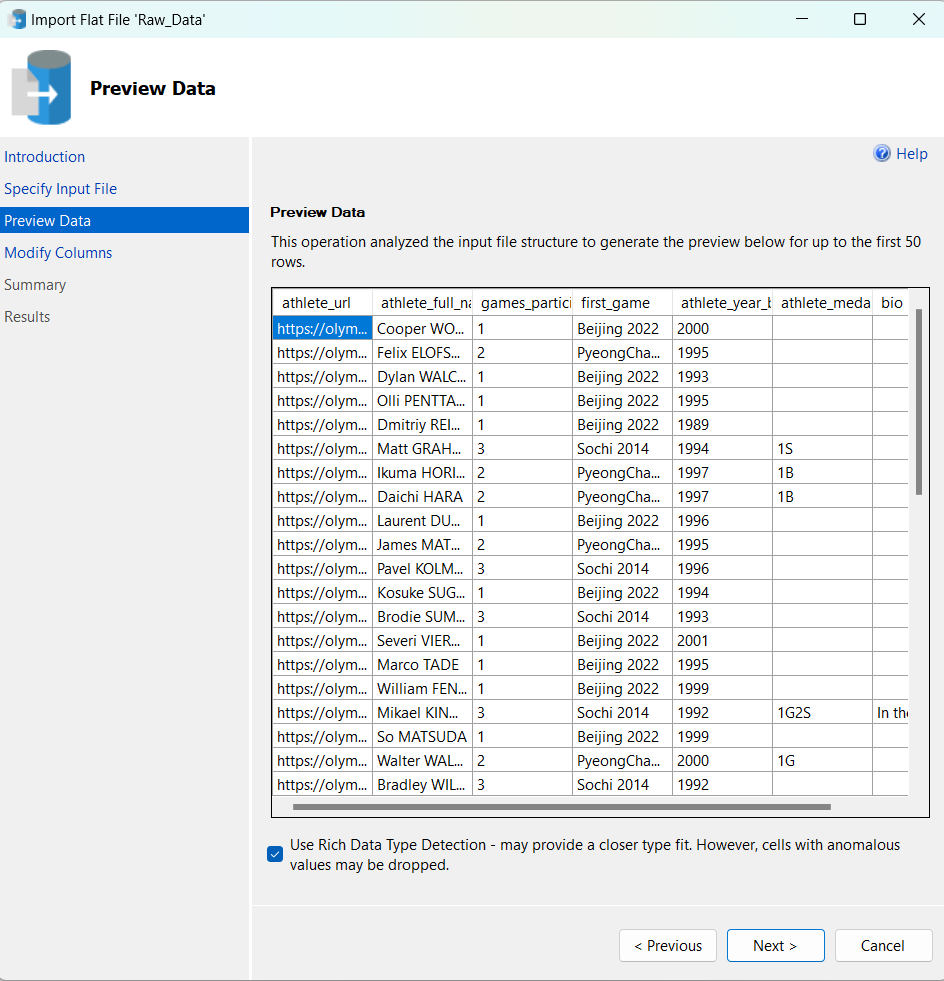 Import Flat File 'Raw_Data'
Preview Data
Introduction
Specify Input File
Preview Data
Modify Columns
Summary
Results
Help
Preview Data
This operation analyzed the input file structure to generate the preview below for up to the first 50
rows.
athlete_url athlete_full_na games_partici first_game athlete_year_b athlete_meda bio
https://olym... Cooper WO... 1 Beijing 2022 2000
https://olym... Felix ELOFS... 2 PyeongCha... 1995
https://olym... Dylan WALC... 1 Beijing 2022 1993
https://olym... Olli PENTTA... 1 Beijing 2022 1995
https://olym... Dmitriy REI... 1 Beijing 2022 1989
https://olym... Matt GRAH... 3 Sochi 2014 1994 1S
https://olym... Ikuma HORI... 2 PyeongCha... 1997 1B
https://olym... Daichi HARA 2 PyeongCha... 1997 1B
https://olym... Laurent DU... 1 Beijing 2022 1996
https://olym... James MAT... 2 PyeongCha... 1995
https://olym... Pavel KOLM... 3 Sochi 2014 1996
https://olym... Kosuke SUG... 1 Beijing 2022 1994
https://olym... Brodie SUM... 3 Sochi 2014 1993
https://olym... Severi VIER... 1 Beijing 2022 2001
https://olym... Marco TADE 1 Beijing 2022 1995
https://olym... William FEN... 1 Beijing 2022 1999
https://olym... Mikael KIN... 3 Sochi 2014 1992 1G2S In the
https://olym... So MATSUDA 1 Beijing 2022 1999
https://olym... Walter WAL... 2 PyeongCha... 2000 1G
https://olym... Bradley WIL... 3 Sochi 2014 1992
Use Rich Data Type Detection - may provide a closer type fit. However, cells with anomalous
values may be dropped.
< Previous Next > Cancel